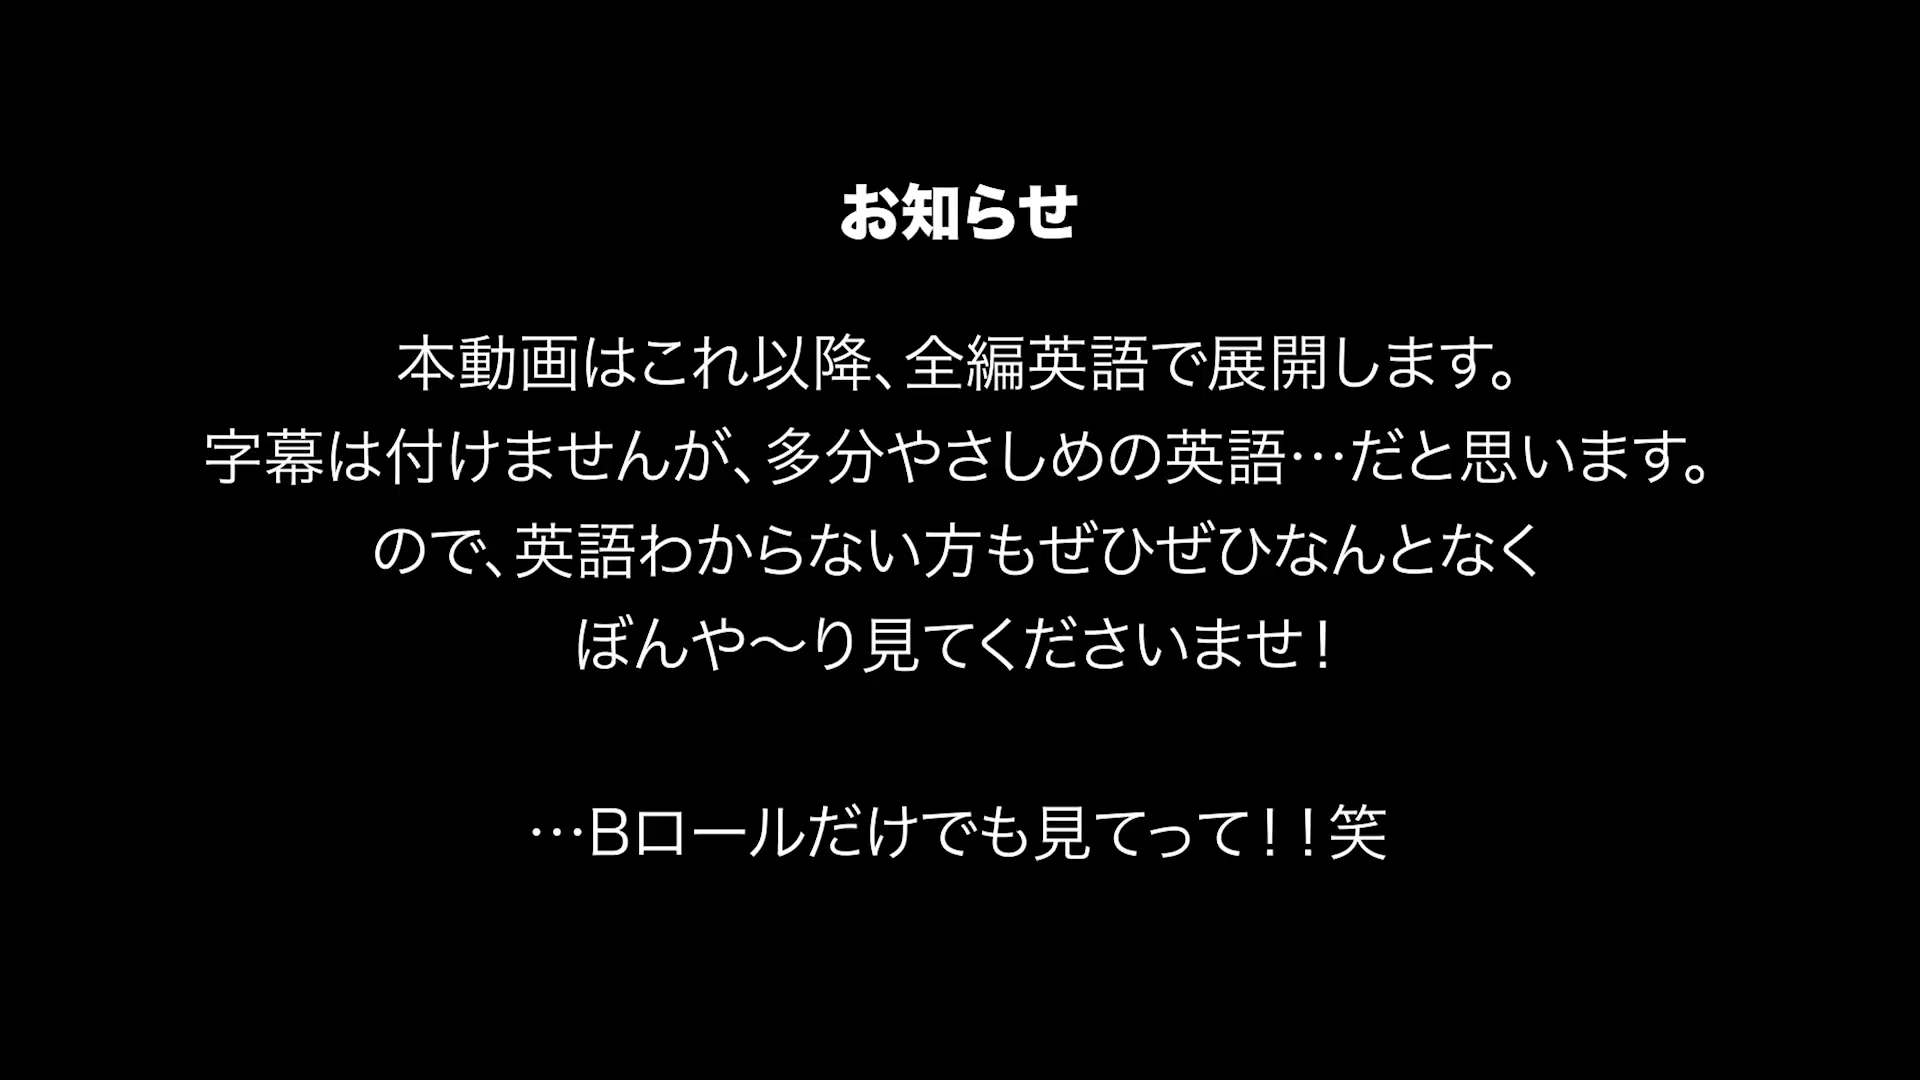 お知らせ
本動画はこれ以降、全編英語で展開します。
字幕は付けませんが、多分やさしめの英語…だと思います。
ので、英語わからない方もぜひぜひなんとなく
ぼんや〜り見てくださいませ！
…Bロールだけでも見てって！！笑